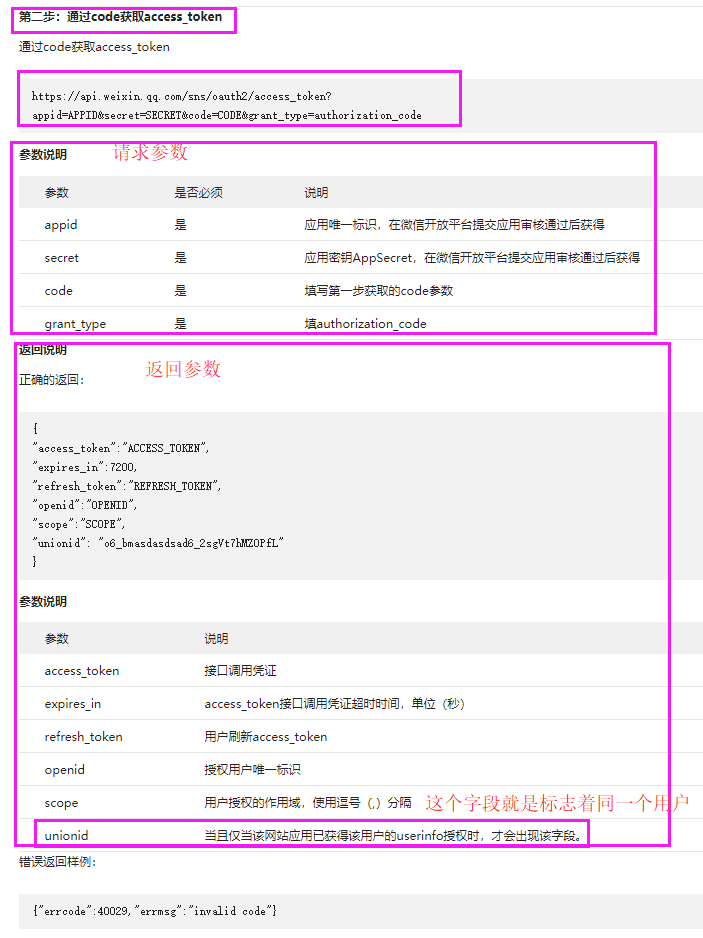 第二步：通过code获取access_token
通过code获取access_token
https://api.weixin.qq.com/sns/oauth2/access_token?
appid=APPID&secret=SECRET&code=CODE&grant_type=authorization_code
参数说明 请求参数
参数 是否必须 说明
appid 是 应用唯一标识，在微信开放平台提交应用审核通过后获得
secret 是 应用密钥AppSecret，在微信开放平台提交应用审核通过后获得
code 是 填写第一步获取的code参数
grant_type 是 填authorization_code
返回说明
返回参数
正确的返回：
{
"access_token":"ACCESS_TOKEN",
"expires_in":7200,
"refresh_token":"REFRESH_TOKEN",
"openid":"OPENID",
"scope":"SCOPE",
"unionid": "o6_bmasdasdsad6_2sgVt7hMZOPfL"
}
参数说明
参数 说明
access_token 接口调用凭证
expires_in access_token接口调用凭证超时时间，单位（秒）
refresh_token 用户刷新access_token
openid 授权用户唯一标识
scope 用户授权的作用域，使用逗号（,）分隔 这个字段就是标志着同一个用户
unionid 当且仅当该网站应用已获得该用户的userinfo授权时，才会出现该字段。
错误返回样例：
{"errcode":40029,"errmsg":"invalid code"}